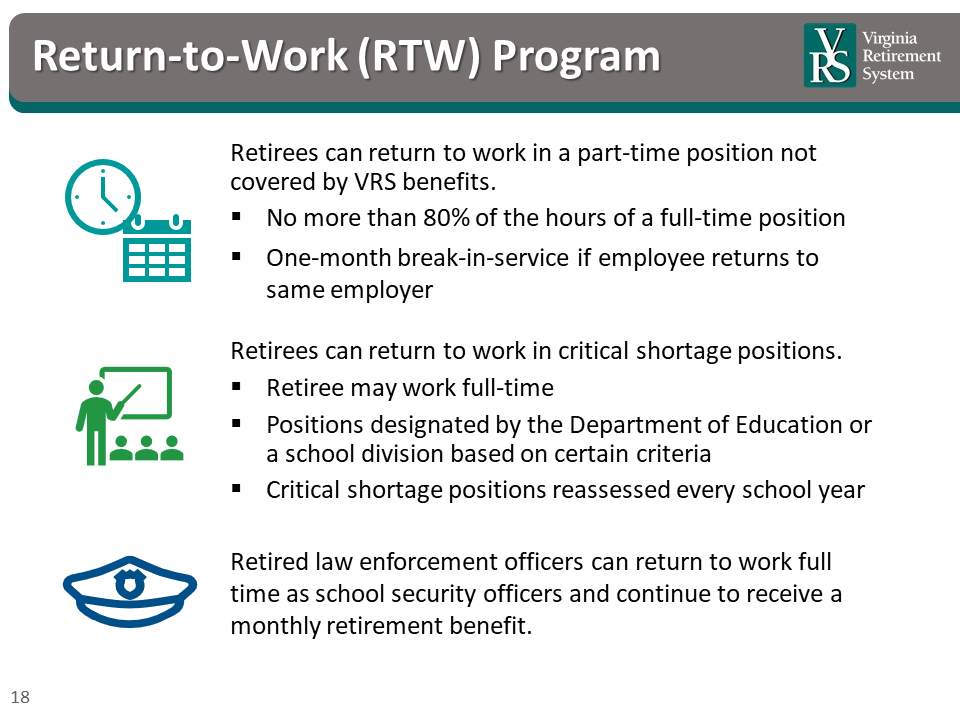 Return-to-Work (RTW) Program
VRS
Virginia
Retirement
System
Retirees can return to work in a part-time position not
covered by VRS benefits.
▪ No more than 80% of the hours of a full-time position
▪ One-month break-in-service if employee returns to
same employer
Retirees can return to work in critical shortage positions.
▪ Retiree may work full-time
▪ Positions designated by the Department of Education or
a school division based on certain criteria
▪ Critical shortage positions reassessed every school year
Retired law enforcement officers can return to work full
time as school security officers and continue to receive a
monthly retirement benefit.
18